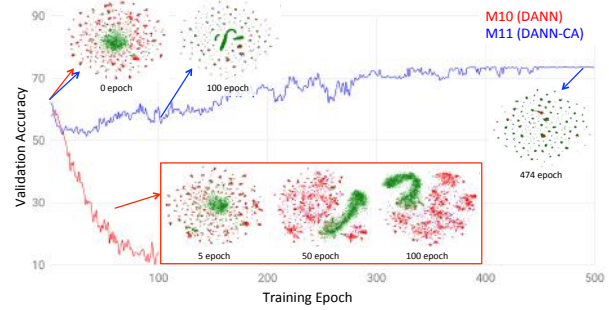 90
M10 (DANN)
M11 (DANN-CA)
0 epoch
100 epoch
70
Validation Accuracy
50
474 epoch
30
5 epoch
50 epoch
100 epoch
10
100
200
300
400
500
Training Epoch